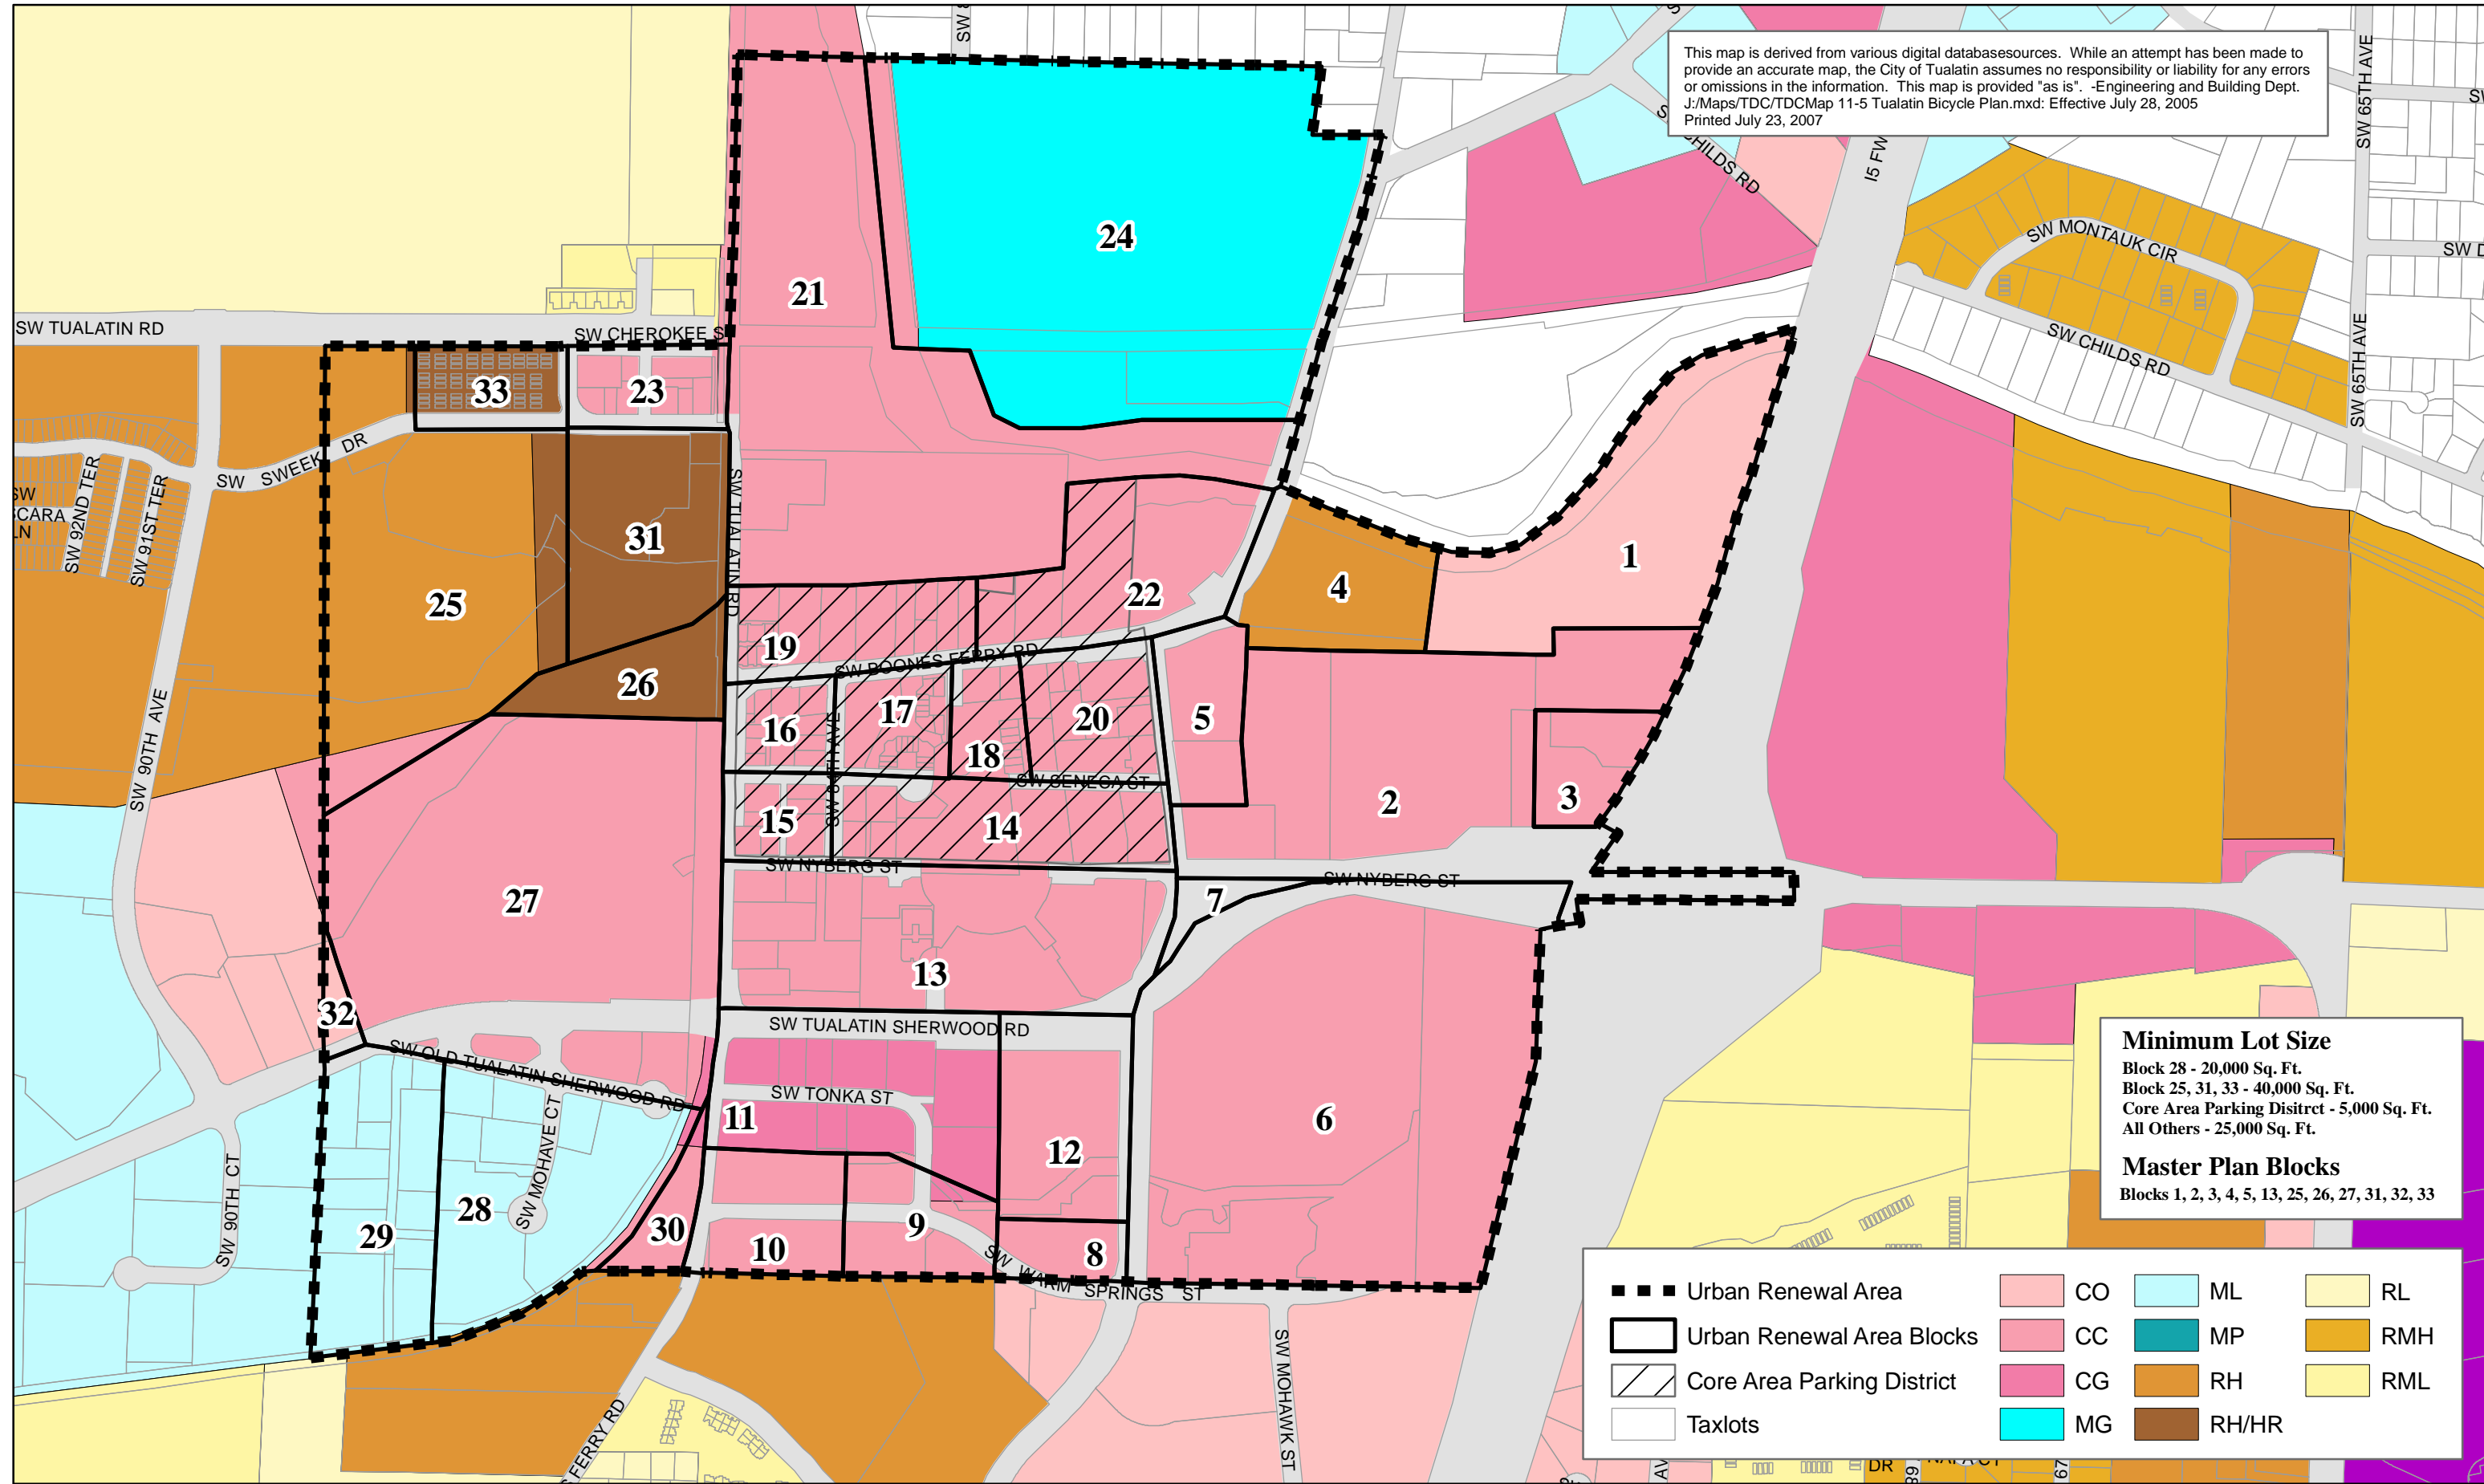 This map is derived from various digital databasesources.  While an attempt has been made to
provide an accurate map, the City of Tualatin assumes no responsibility or liability for any errors
or omissions in the information.  This map is provided "as is".  -Engineering and Building Dept.
J:/Maps/TDC/TDCMap 11-5 Tualatin Bicycle Plan.mxd: Effective July 28, 2005
Printed July 23, 2007
SW 65TH AVE
CHILDS RD
I5 FW
24
SW MONTAUK CIR
SW D
21
SW TUALATIN RD
SW CHEROKEE S
SW CHILDS RD
SW 65TH AVE
33
23
SW SWEEK DR
SW
CARA
LN
SW 92ND TER
SW 91ST TER
SW TUALATIN RD
31
1
25
4
22
19
SW BOONES FERRY RD
26
16
17
18
20
5
SW 90TH AVE
SW 84TH AVE
SW SENECA ST
15
14
2
3
SW NYBERG ST
SW NYBERG ST
27
7
13
32
SW TUALATIN SHERWOOD RD
SW OLD TUALATIN SHERWOOD RD
SW TONKA ST
11
6
12
SW MOHAVE CT
SW 90TH CT
28
29
30
9
10
8
SW WARM SPRINGS ST
SW MOHAWK ST
FERRY RD
Minimum Lot Size
Block 28 - 20,000 Sq. Ft.
Block 25, 31, 33 - 40,000 Sq. Ft.
Core Area Parking Disitrct - 5,000 Sq. Ft.
All Others - 25,000 Sq. Ft.
Master Plan Blocks
Blocks 1, 2, 3, 4, 5, 13, 25, 26, 27, 31, 32, 33
Urban Renewal Area
Urban Renewal Area Blocks
Core Area Parking District
Taxlots
CO
CC
CG
MG
ML
MP
RH
RH/HR
RL
RMH
RML
AV
DR
67